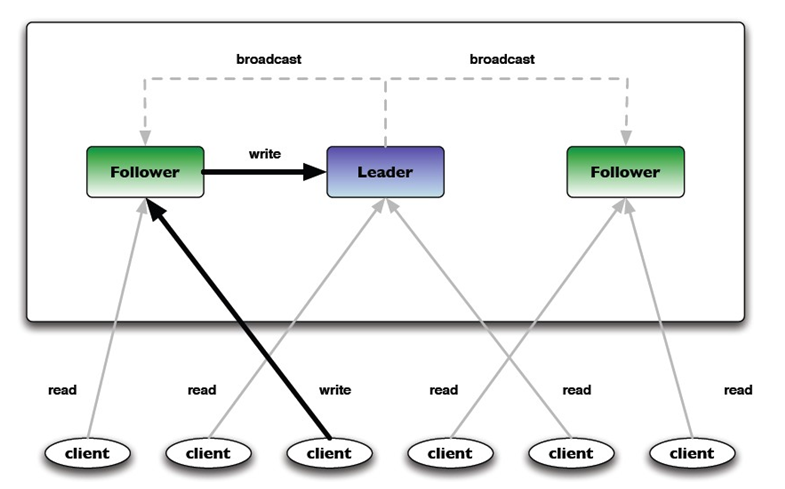 broadcast
broadcast
write
Follower
Leader
Follower
read
read
write
read
read
read
client
client
client
client
client
client